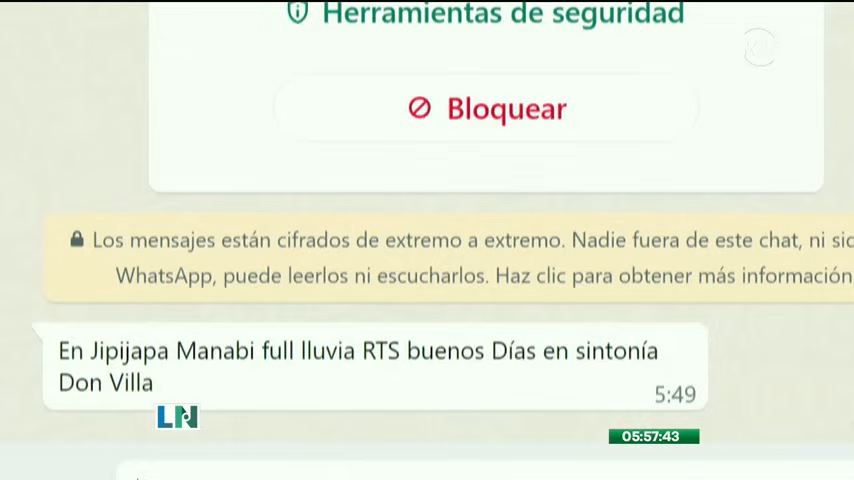 Herramientas de seguridad
Bloquear
Los mensajes están cifrados de extremo a extremo. Nadie fuera de este chat, ni sic
WhatsApp, puede leerlos ni escucharlos. Haz clic para obtener más información
En Jipijapa Manabi full lluvia RTS buenos Días en sintonía
Don Villa
5:49
LN
05:57:43